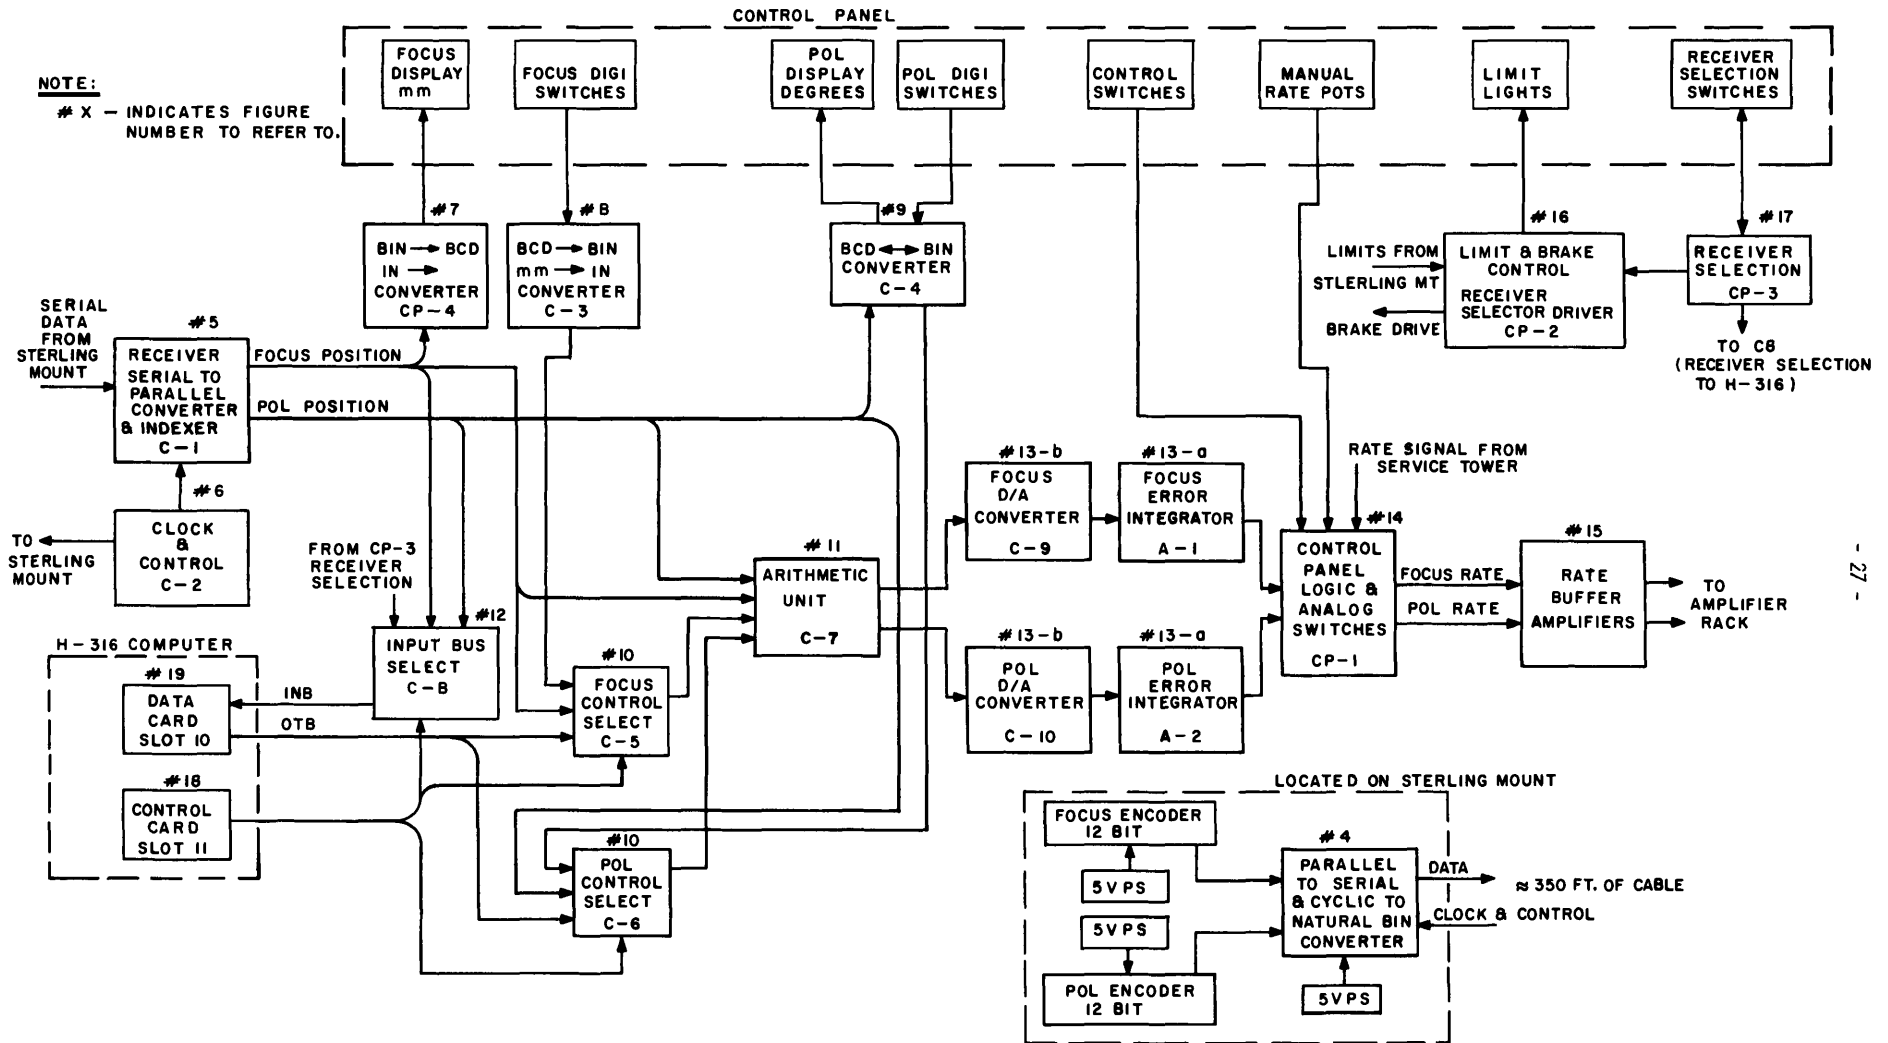 CONTROL PANEL
NOTE:
# X - INDICATES FIGURE
NUMBER TO REFER TO.
FOCUS
DISPLAY
mm
FOCUS DIGI
SWITCHES
POL
DISPLAY
DEGREES
POL DIGI
SWITCHES
CONTROL
SWITCHES
MANUAL
RATE POTS
LIMIT
LIGHTS
RECEIVER
SELECTION
SWITCHES
#7
BIN → BCD
IN →
CONVERTER
CP-4
#8
BCD → BIN
mm → IN
CONVERTER
C-3
#9
BCD ↔ BIN
CONVERTER
C-4
#16
LIMITS FROM
STLERLING MT
BRAKE DRIVE
LIMIT & BRAKE
CONTROL
RECEIVER
SELECTOR DRIVER
CP-2
#17
RECEIVER
SELECTION
CP-3
TO C8
(RECEIVER SELECTION
TO H-316)
SERIAL
DATA
FROM
STERLING
MOUNT
#5
RECEIVER
SERIAL TO
PARALLEL
CONVERTER
& INDEXER
C-1
FOCUS POSITION
POL POSITION
#6
CLOCK
&
CONTROL
C-2
TO
STERLING
MOUNT
FROM CP-3
RECEIVER
SELECTION
#12
INPUT BUS
SELECT
C-8
H-316 COMPUTER
#19
DATA
CARD
SLOT 10
INB
OTB
#18
CONTROL
CARD
SLOT 11
#10
FOCUS
CONTROL
SELECT
C-5
#10
POL
CONTROL
SELECT
C-6
#11
ARITHMETIC
UNIT
C-7
#13-b
FOCUS
D/A
CONVERTER
C-9
#13-a
FOCUS
ERROR
INTEGRATOR
A-1
#13-b
POL
D/A
CONVERTER
C-10
#13-a
POL
ERROR
INTEGRATOR
A-2
RATE SIGNAL FROM
SERVICE TOWER
#14
CONTROL
PANEL
LOGIC &
ANALOG
SWITCHES
CP-1
FOCUS RATE
POL RATE
#15
RATE
BUFFER
AMPLIFIERS
TO
AMPLIFIER
RACK
- 27 -
LOCATED ON STERLING MOUNT
FOCUS ENCODER
12 BIT
5VPS
5VPS
POL ENCODER
12 BIT
#4
PARALLEL
TO SERIAL
& CYCLIC TO
NATURAL BIN
CONVERTER
5VPS
DATA
≈ 350 FT. OF CABLE
CLOCK & CONTROL